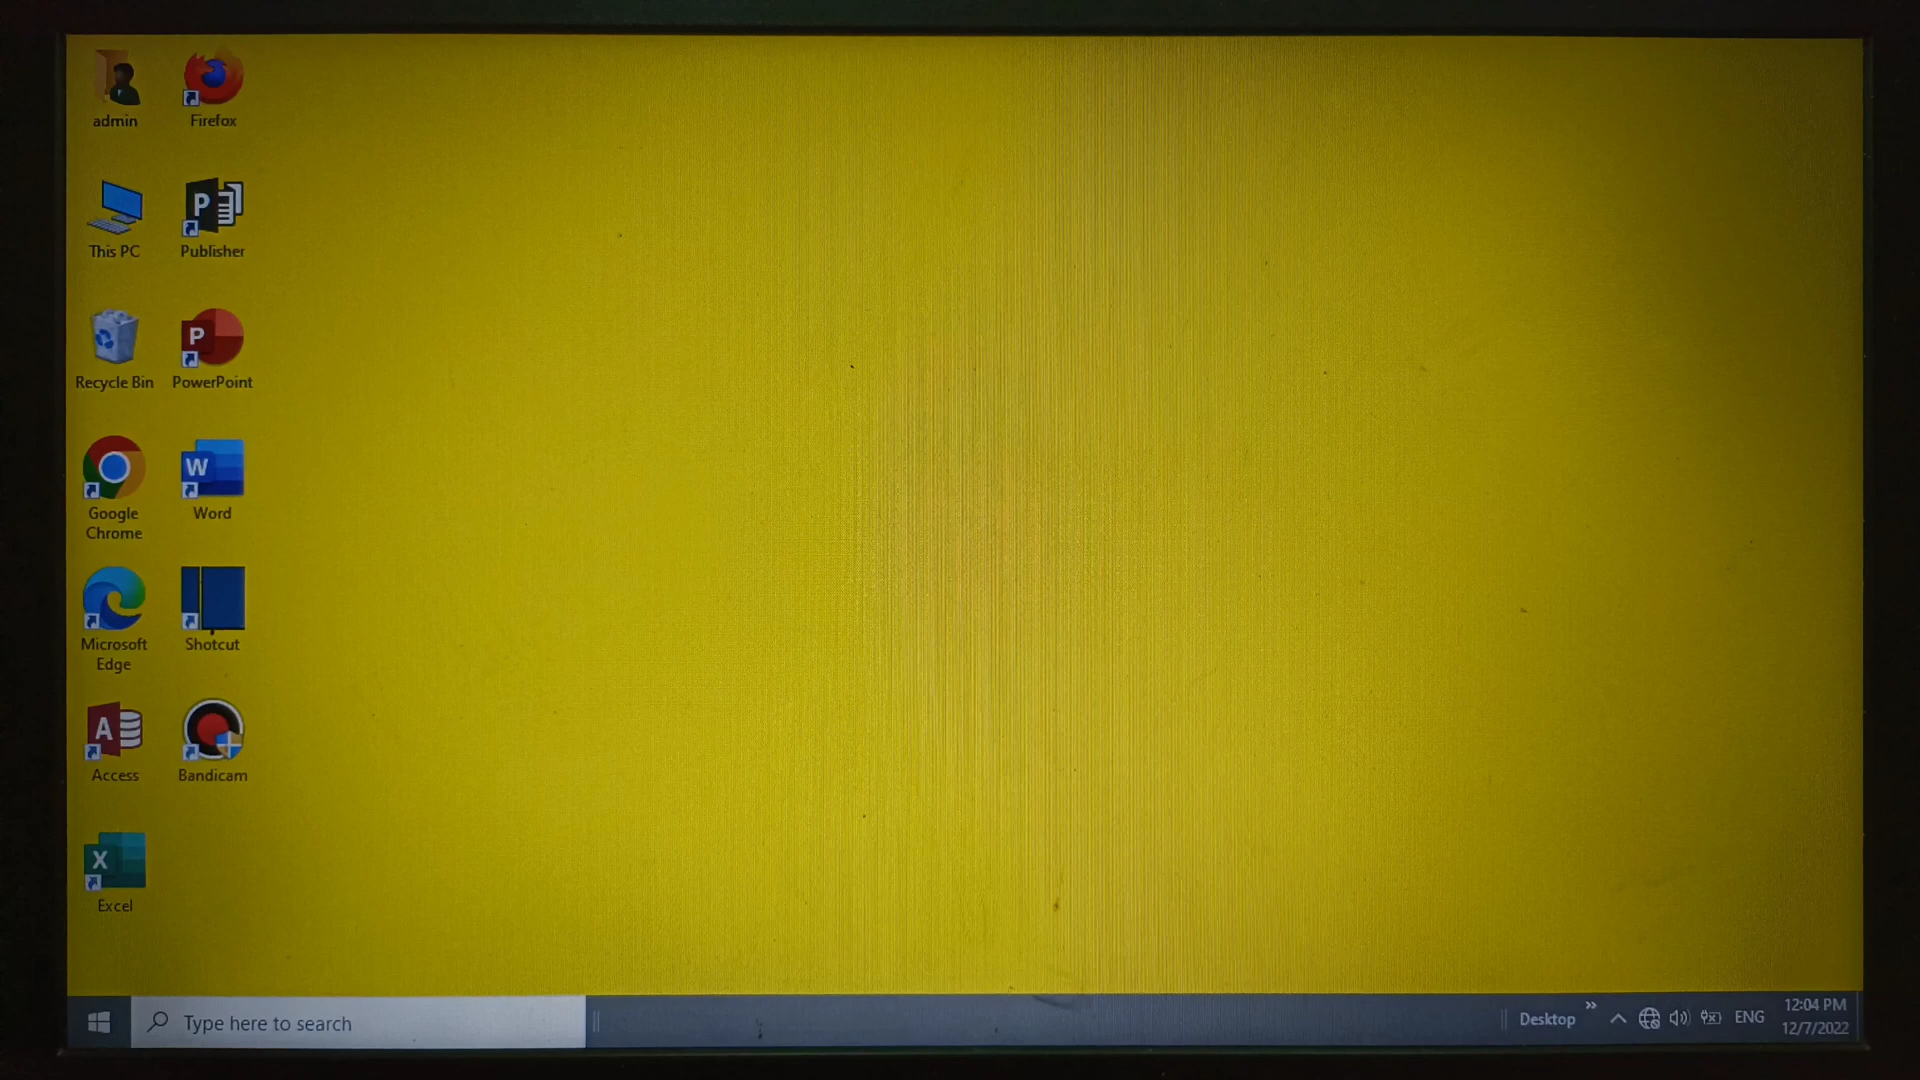 admin
Firefox
This PC
Publisher
Recycle Bin
PowerPoint
Google
Chrome
Word
Microsoft
Edge
Shotcut
Access
Bandicam
Excel
Type here to search
Desktop
ENG
12:04 PM
12/7/2022